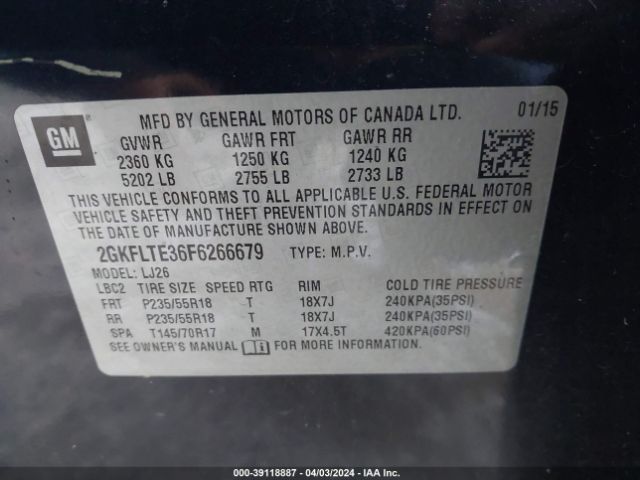 GM
MFD BY GENERAL MOTORS OF CANADA LTD. 01/15
GVWR GAWR FRT GAWR RR
2360 KG 1250 KG 1240 KG
5202 LB 2755 LB 2733 LB
THIS VEHICLE CONFORMS TO ALL APPLICABLE U.S. FEDERAL MOTOR
VEHICLE SAFETY AND THEFT PREVENTION STANDARDS IN EFFECT ON
THE DATE OF MANUFACTURE SHOWN ABOVE.
2GKFLTE36F6266679 TYPE: M.P.V.
MODEL: LJ26
LBC2 TIRE SIZE SPEED RTG RIM COLD TIRE PRESSURE
FRT P235/55R18 T 18X7J 240KPA(35PSI)
RR P235/55R18 T 18X7J 240KPA(35PSI)
SPA T145/70R17 M 17X4.5T 420KPA(60PSI)
SEE OWNER'S MANUAL FOR MORE INFORMATION.
000-39118887 - 04/03/2024 - IAA Inc.